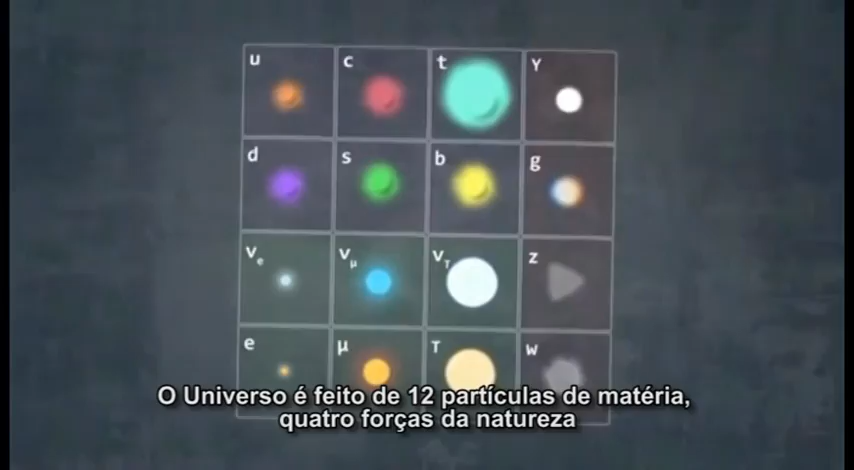 u c t Y
d s b g
νe νμ ντ z
e μ T w
O Universo é feito de 12 partículas de matéria,
quatro forças da natureza